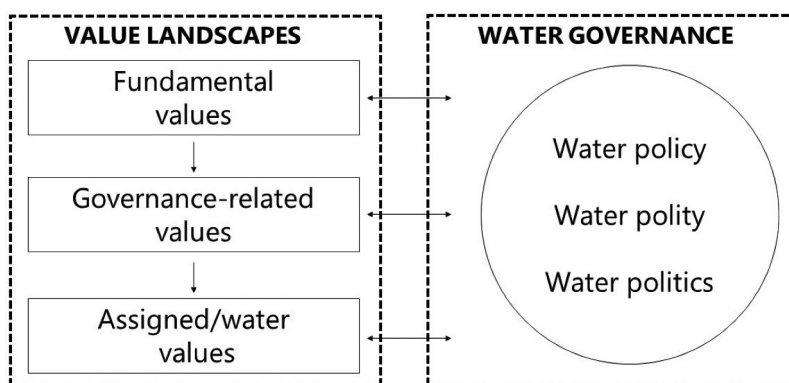 VALUE LANDSCAPES
Fundamental
values
Governance-related
values
Assigned/water
values
WATER GOVERNANCE
Water policy
Water polity
Water politics